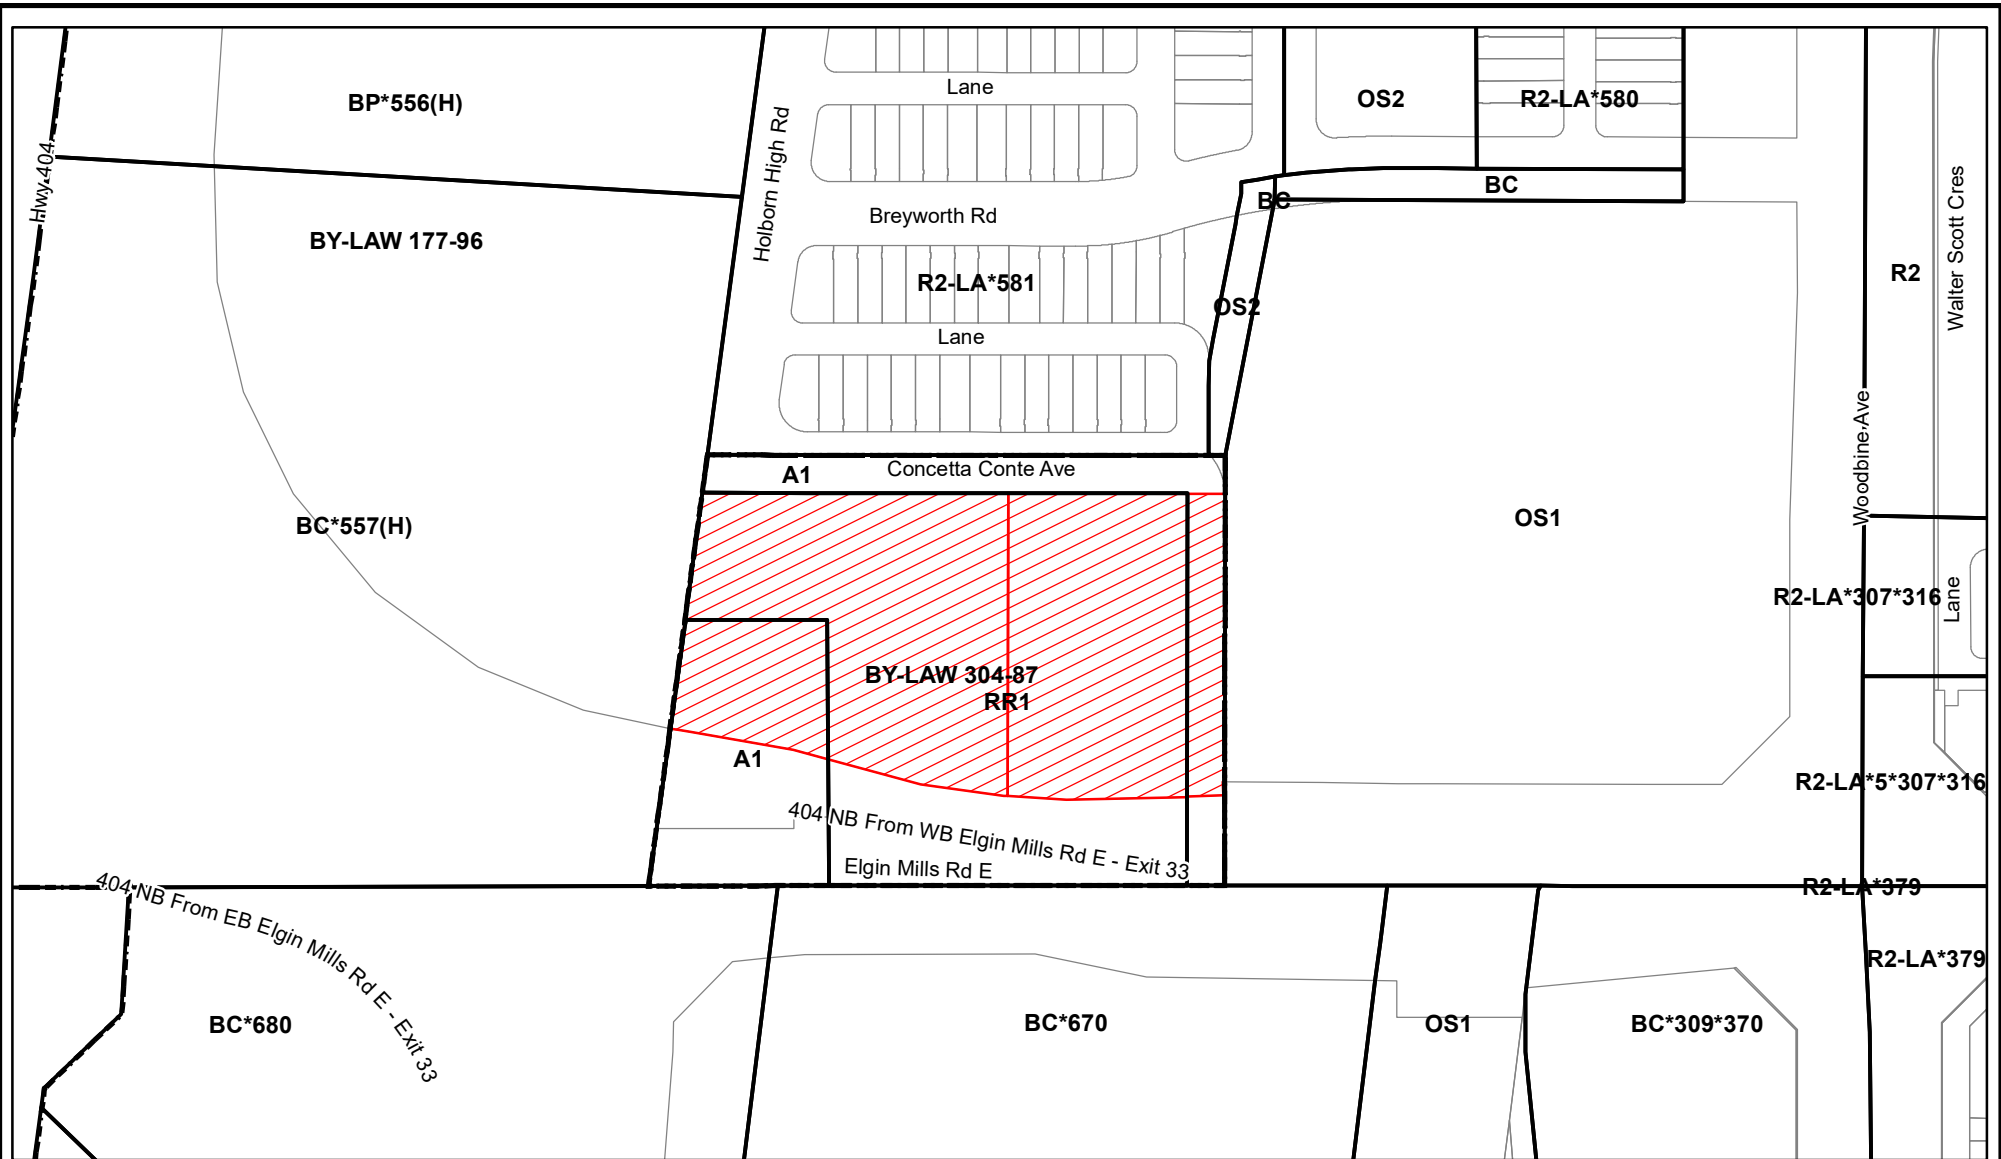 Lane
OS2
R2-LA*580
BP*556(H)
Hwy 404
Holborn High Rd
BC
BC
Breyworth Rd
Walter Scott Cres
BY-LAW 177-96
R2
R2-LA*581
OS2
Lane
Woodbine Ave
A1
Concetta Conte Ave
BC*557(H)
OS1
R2-LA*307*316
Lane
BY-LAW 304-87
RR1
A1
R2-LA*5*307*316
404 NB From WB Elgin Mills Rd E - Exit 33
Elgin Mills Rd E
R2-LA*379
404 NB From EB Elgin Mills Rd E - Exit 33
R2-LA*379
BC*680
BC*670
OS1
BC*309*370